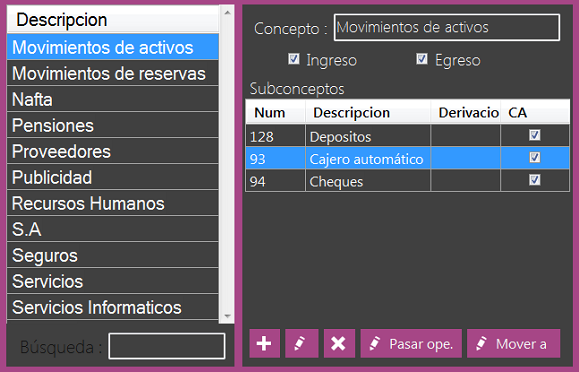 Descripcion
Movimientos de activos
Movimientos de reservas
Nafta
Pensiones
Proveedores
Publicidad
Recursos Humanos
S.A
Seguros
Servicios
Servicios Informaticos
Búsqueda :
Concepto : Movimientos de activos
Ingreso Egreso
Subconceptos
Num Descripcion Derivacio CA
128 Depositos
93 Cajero automático
94 Cheques
Pasar ope. Mover a